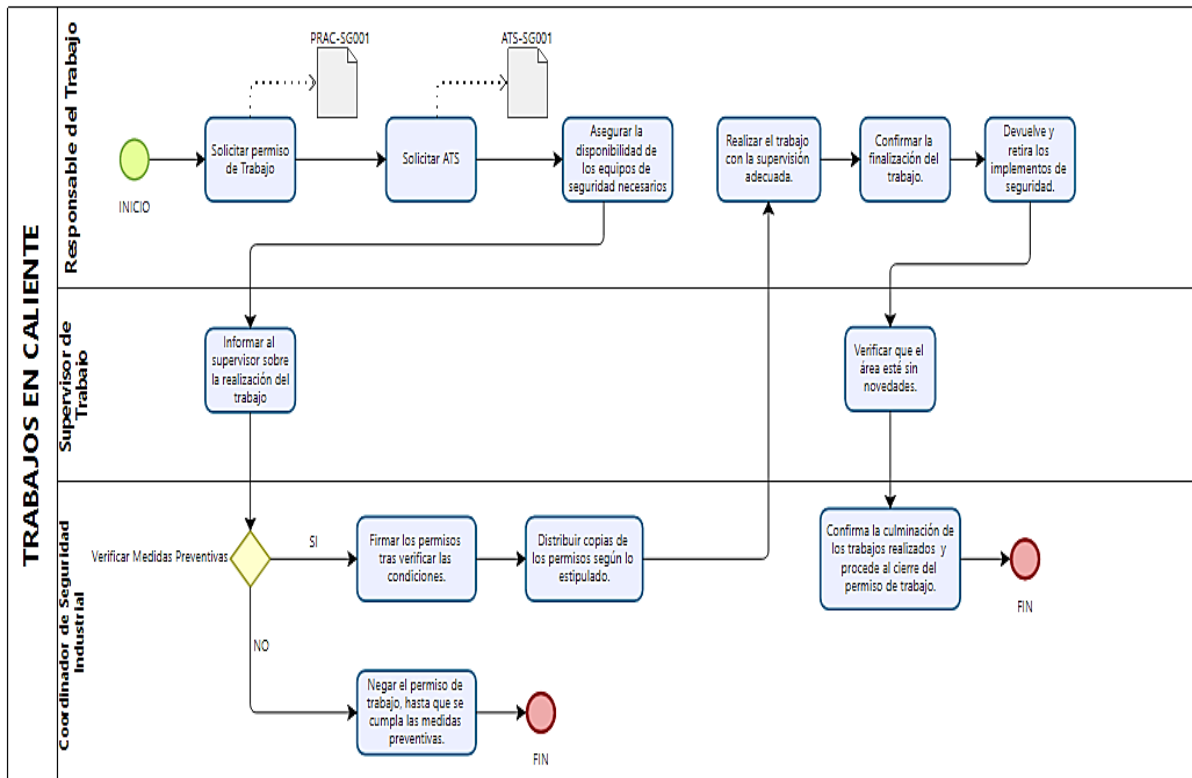 TRABAJOS EN CALIENTE
Responsable del Trabajo
PRAC-SG001
ATS-SG001
INICIO
Solicitar permiso
de Trabajo
Solicitar ATS
Asegurar la
disponibilidad de
los equipos de
seguridad necesarios
Realizar el trabajo
con la supervisión
adecuada.
Confirmar la
finalización del
trabajo.
Devuelve y
retira los
implementos de
seguridad.
Supervisor de
Trabajo
Informar al
supervisor sobre
la realización del
trabajo
Verificar que el
área esté sin
novedades.
Coordinador de Seguridad
Industrial
Verificar Medidas Preventivas
SI
Firmar los permisos
tras verificar las
condiciones.
Distribuir copias de
los permisos según lo
estipulado.
Confirma la culminación de
los trabajos realizados y
procede al cierre del
permiso de trabajo.
FIN
NO
Negar el permiso de
trabajo, hasta que se
cumpla las medidas
preventivas.
FIN